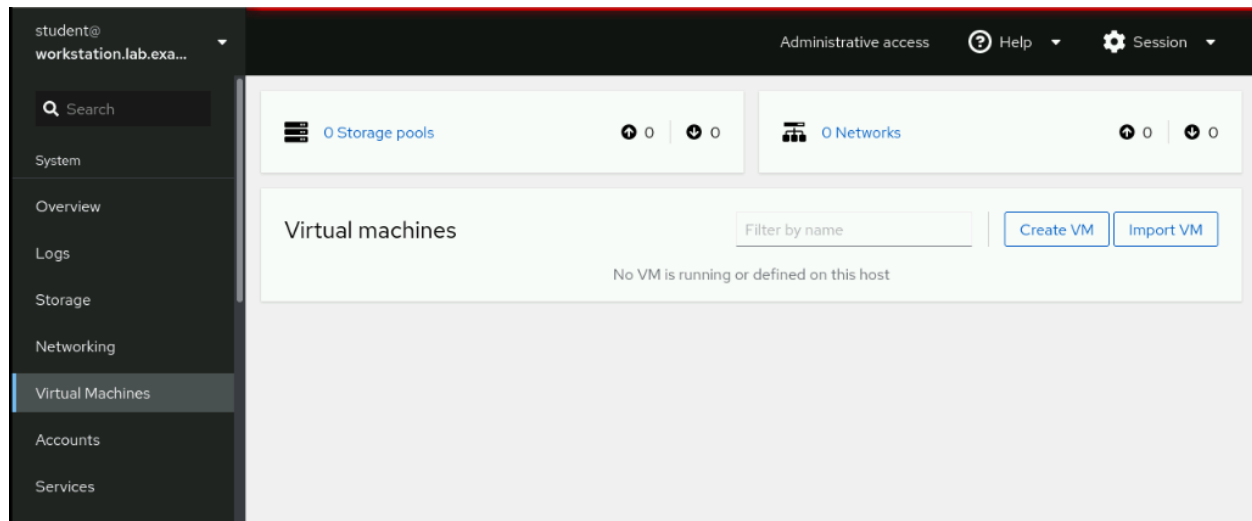 student@
workstation.lab.exa...
Administrative access
Help
Session
Search
System
Overview
Logs
Storage
Networking
Virtual Machines
Accounts
Services
0 Storage pools
0
0
0 Networks
0
0
Virtual machines
Filter by name
Create VM
Import VM
No VM is running or defined on this host